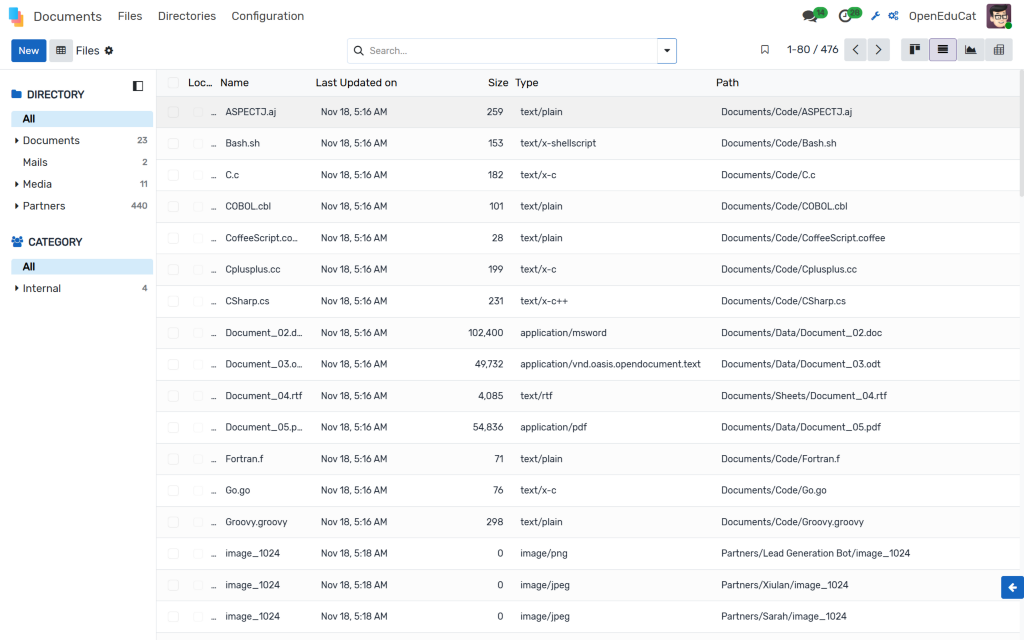 Documents Files Directories Configuration 14 28 OpenEduCat
New Files Search... 1-80 / 476
DIRECTORY
All
Documents 23
Mails 2
Media 11
Partners 440
CATEGORY
All
Internal 4
Loc... Name Last Updated on Size Type Path
... ASPECTJ.aj Nov 18, 5:16 AM 259 text/plain Documents/Code/ASPECTJ.aj
... Bash.sh Nov 18, 5:16 AM 153 text/x-shellscript Documents/Code/Bash.sh
... C.c Nov 18, 5:16 AM 182 text/x-c Documents/Code/C.c
... COBOL.cbl Nov 18, 5:16 AM 101 text/plain Documents/Code/COBOL.cbl
... CoffeeScript.co... Nov 18, 5:16 AM 28 text/plain Documents/Code/CoffeeScript.coffee
... Cplusplus.cc Nov 18, 5:16 AM 199 text/x-c Documents/Code/Cplusplus.cc
... CSharp.cs Nov 18, 5:16 AM 231 text/x-c++ Documents/Code/CSharp.cs
... Document_02.d... Nov 18, 5:16 AM 102,400 application/msword Documents/Data/Document_02.doc
... Document_03.o... Nov 18, 5:16 AM 49,732 application/vnd.oasis.opendocument.text Documents/Data/Document_03.odt
... Document_04.rtf Nov 18, 5:16 AM 4,085 text/rtf Documents/Sheets/Document_04.rtf
... Document_05.p... Nov 18, 5:16 AM 54,836 application/pdf Documents/Data/Document_05.pdf
... Fortran.f Nov 18, 5:16 AM 71 text/plain Documents/Code/Fortran.f
... Go.go Nov 18, 5:16 AM 76 text/x-c Documents/Code/Go.go
... Groovy.groovy Nov 18, 5:16 AM 298 text/plain Documents/Code/Groovy.groovy
... image_1024 Nov 18, 5:18 AM 0 image/png Partners/Lead Generation Bot/image_1024
... image_1024 Nov 18, 5:18 AM 0 image/jpeg Partners/Xiulan/image_1024
... image_1024 Nov 18, 5:18 AM 0 image/jpeg Partners/Sarah/image_1024